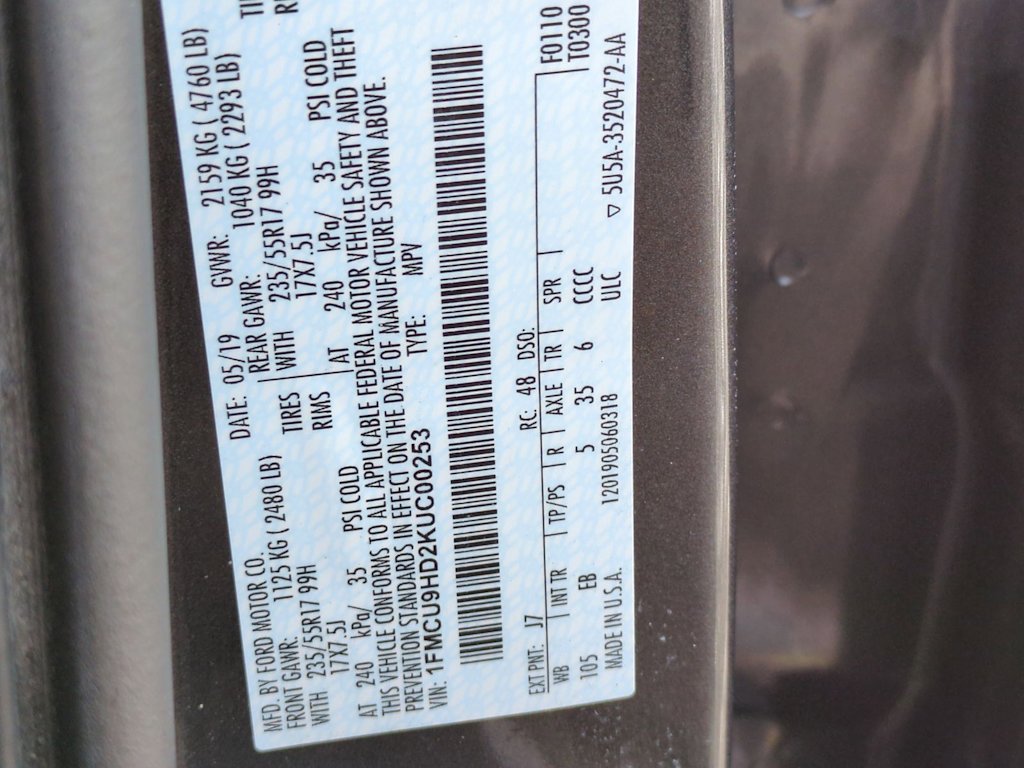 MFD. BY FORD MOTOR CO.
DATE: 05/19 GVWR: 2159 KG ( 4760 LB)
FRONT GAWR: 1125 KG ( 2480 LB)
REAR GAWR: 1040 KG ( 2293 LB)
WITH 235/55R17 99H TIRES
WITH 235/55R17 99H
17X7.5J RIMS
17X7.5J
AT 240 kPa/ 35 PSI COLD
AT 240 kPa/ 35 PSI COLD
THIS VEHICLE CONFORMS TO ALL APPLICABLE FEDERAL MOTOR VEHICLE SAFETY AND THEFT
PREVENTION STANDARDS IN EFFECT ON THE DATE OF MANUFACTURE SHOWN ABOVE.
VIN: 1FMCU9HD2KUC00253 TYPE: MPV
EXT PNT: J7 RC: 48 DSO: F0110
WB INT TR TP/PS R AXLE TR SPR T0300
105 EB 5 35 6 CCCC
MADE IN U.S.A. 1201905060318 ULC ▽ 5U5A-3520472-AA